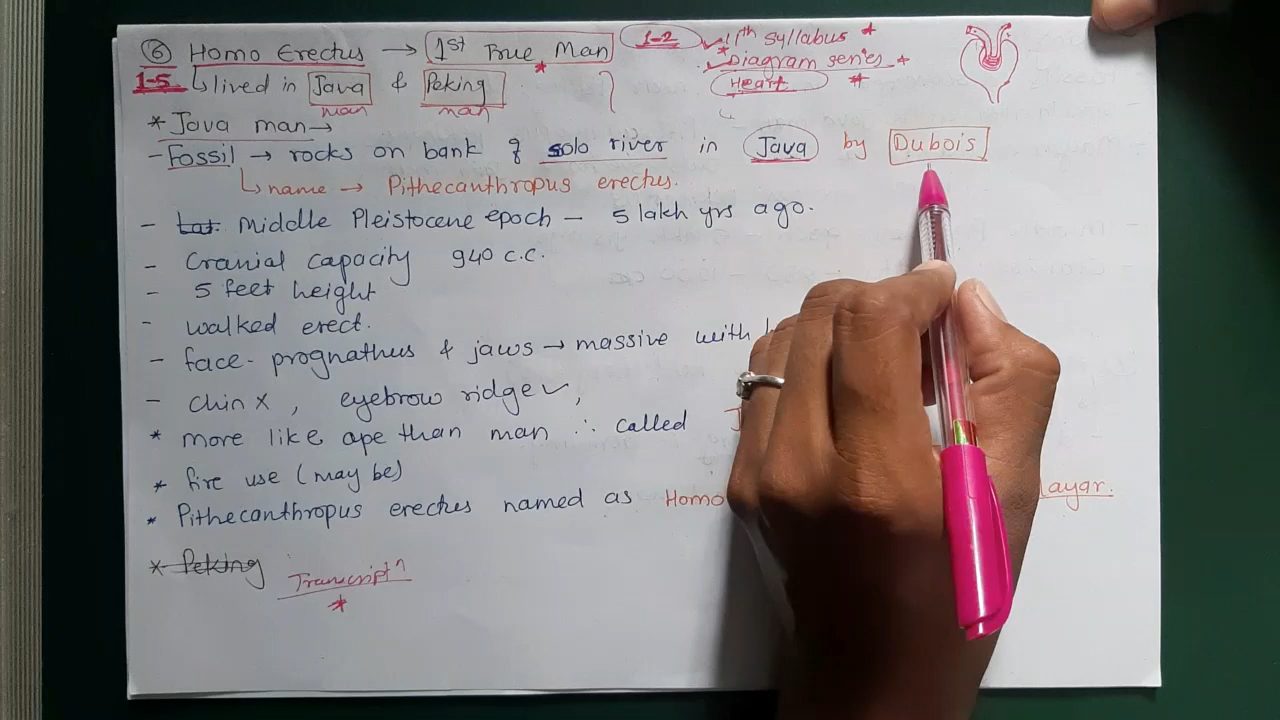 ⑥ Homo Erectus → 1st True Man
1-2 ✓ 11th syllabus *
* ✓ Diagram series *
Heart *
1-5 ↳ lived in Java & Peking
man man
* Java man →
- Fossil → rocks on bank of solo river in Java by Dubois
↳ name → Pithecanthropus erectus.
- Middle Pleistocene epoch - 5 lakh yrs ago.
- Cranial capacity 940 c.c.
- 5 feet height
- walked erect.
- face - prognathus & jaws → massive with
- chin x, eyebrow ridge ✓,
* more like ape than man ∴ called
* fire use (may be)
* Pithecanthropus erectus named as Homo
* Peking
Transcriptⁿ
*